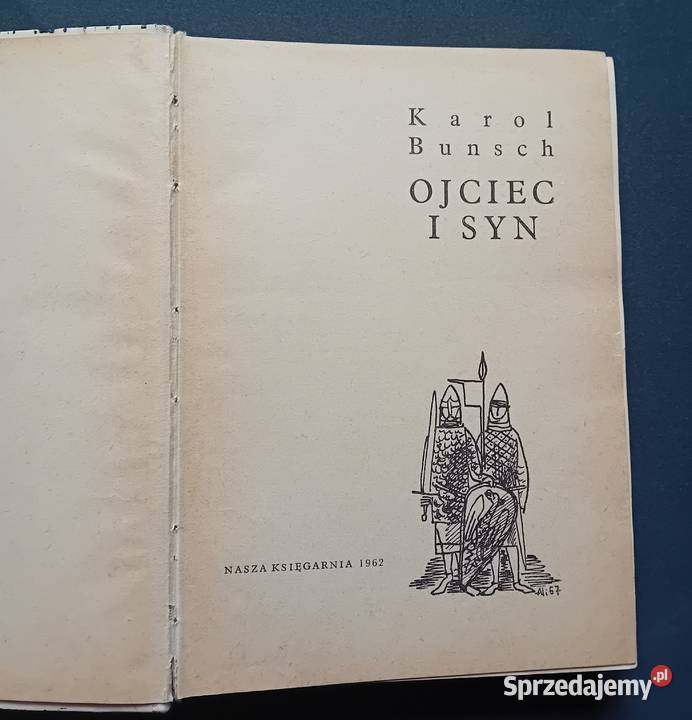 Karol
Bunsch
OJCIEC
I SYN
NASZA KSIĘGARNIA 1962
Sprzedajemy.pl